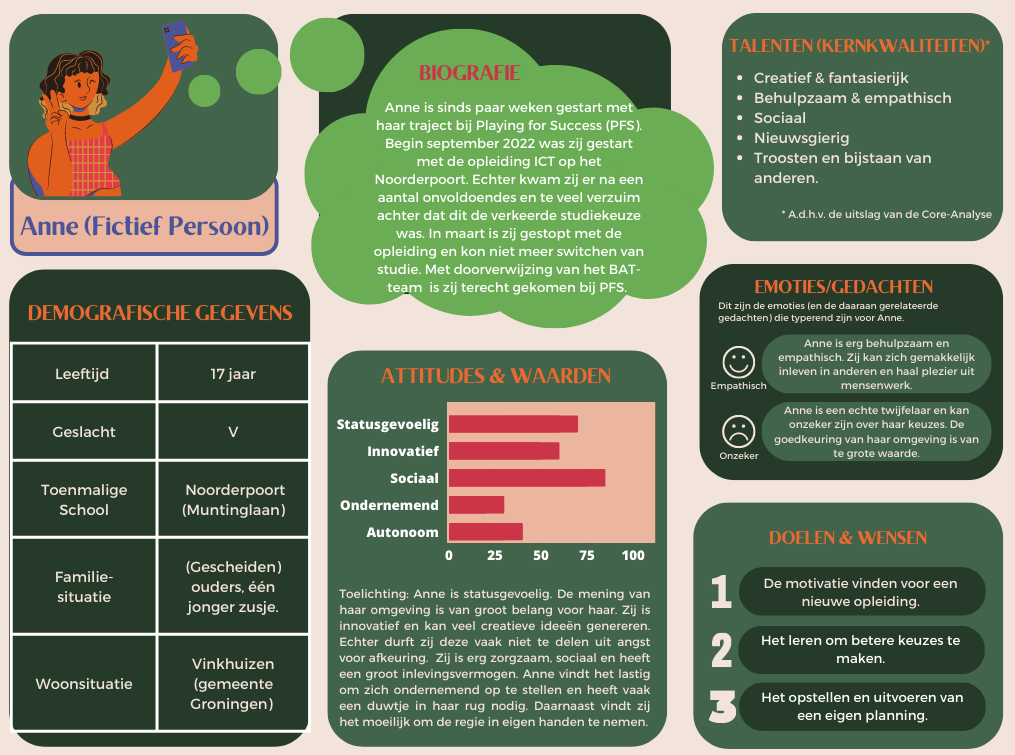 Anne (Fictief Persoon)
BIOGRAFIE
Anne is sinds paar weken gestart met
haar traject bij Playing for Success (PFS).
Begin september 2022 was zij gestart
met de opleiding ICT op het
Noorderpoort. Echter kwam zij er na een
aantal onvoldoendes en te veel verzuim
achter dat dit de verkeerde studiekeuze
was. In maart is zij gestopt met de
opleiding en kon niet meer switchen van
studie. Met doorverwijzing van het BAT-
team is zij terecht gekomen bij PFS.
TALENTEN (KERNKWALITEITEN)*
• Creatief & fantasierijk
• Behulpzaam & empathisch
• Sociaal
• Nieuwsgierig
• Troosten en bijstaan van
anderen.
* A.d.h.v. de uitslag van de Core-Analyse
DEMOGRAFISCHE GEGEVENS
Leeftijd
17 jaar
Geslacht
V
Toenmalige
School
Noorderpoort
(Muntinglaan)
Familie-
situatie
(Gescheiden)
ouders, één
jonger zusje.
Woonsituatie
Vinkhuizen
(gemeente
Groningen)
ATTITUDES & WAARDEN
Statusgevoelig
Innovatief
Sociaal
Ondernemend
Autonoom
0 25 50 75 100
Toelichting: Anne is statusgevoelig. De mening van
haar omgeving is van groot belang voor haar. Zij is
innovatief en kan veel creatieve ideeën genereren.
Echter durft zij deze vaak niet te delen uit angst
voor afkeuring. Zij is erg zorgzaam, sociaal en heeft
een groot inlevingsvermogen. Anne vindt het lastig
om zich ondernemend op te stellen en heeft vaak
een duwtje in haar rug nodig. Daarnaast vindt zij
het moeilijk om de regie in eigen handen te nemen.
EMOTIES/GEDACHTEN
Dit zijn de emoties (en de daaraan gerelateerde
gedachten) die typerend zijn voor Anne.
Empathisch
Anne is erg behulpzaam en
empathisch. Zij kan zich gemakkelijk
inleven in anderen en haal plezier uit
mensenwerk.
Onzeker
Anne is een echte twijfelaar en kan
onzeker zijn over haar keuzes. De
goedkeuring van haar omgeving is van
te grote waarde.
DOELEN & WENSEN
1
De motivatie vinden voor een
nieuwe opleiding.
2
Het leren om betere keuzes te
maken.
3
Het opstellen en uitvoeren van
een eigen planning.